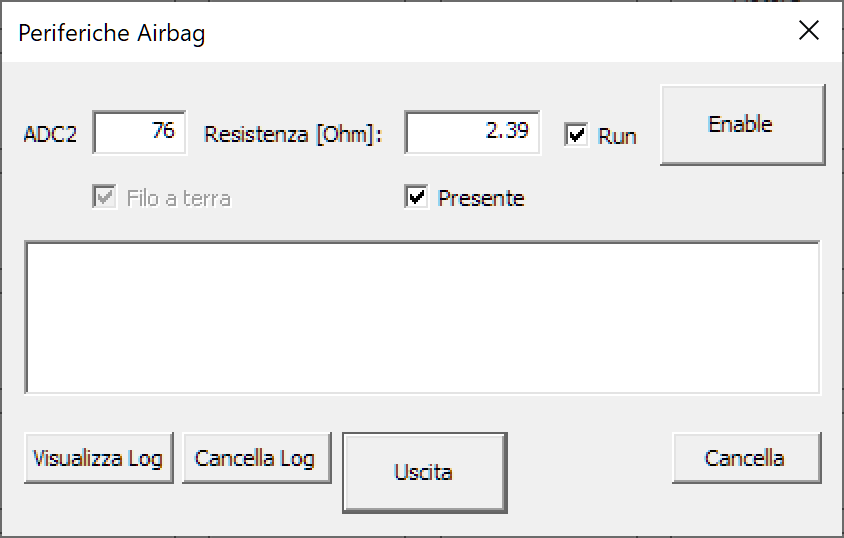 Periferiche Airbag
ADC2 76 Resistenza [Ohm]: 2.39 Run Enable
Filo a terra Presente
Visualizza Log Cancella Log Uscita Cancella